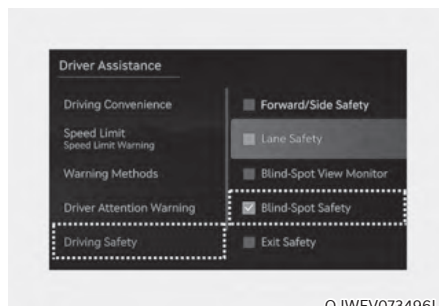 Driver Assistance
Driving Convenience
Speed Limit
Speed Limit Warning
Warning Methods
Driver Attention Warning
Driving Safety
Forward/Side Safety
Lane Safety
Blind-Spot View Monitor
Blind-Spot Safety
Exit Safety